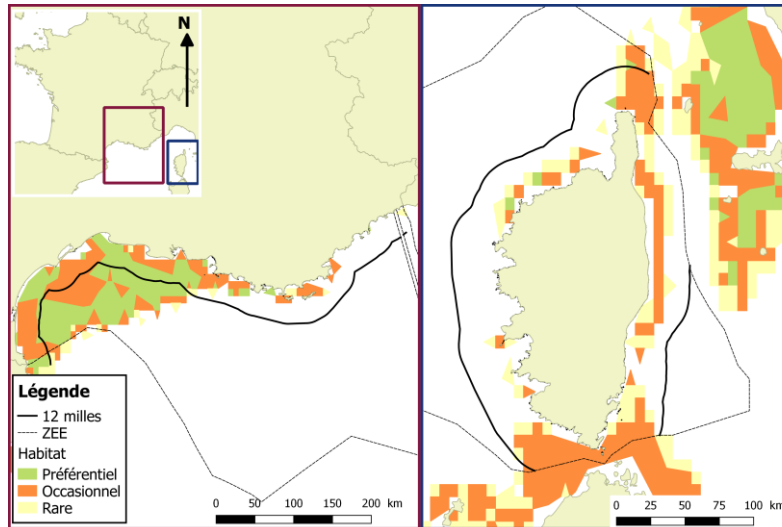 N
Légende
12 milles
ZEE
Habitat
Préférentiel
Occasionnel
Rare
0 50 100 150 200 km
0 25 50 75 100 km